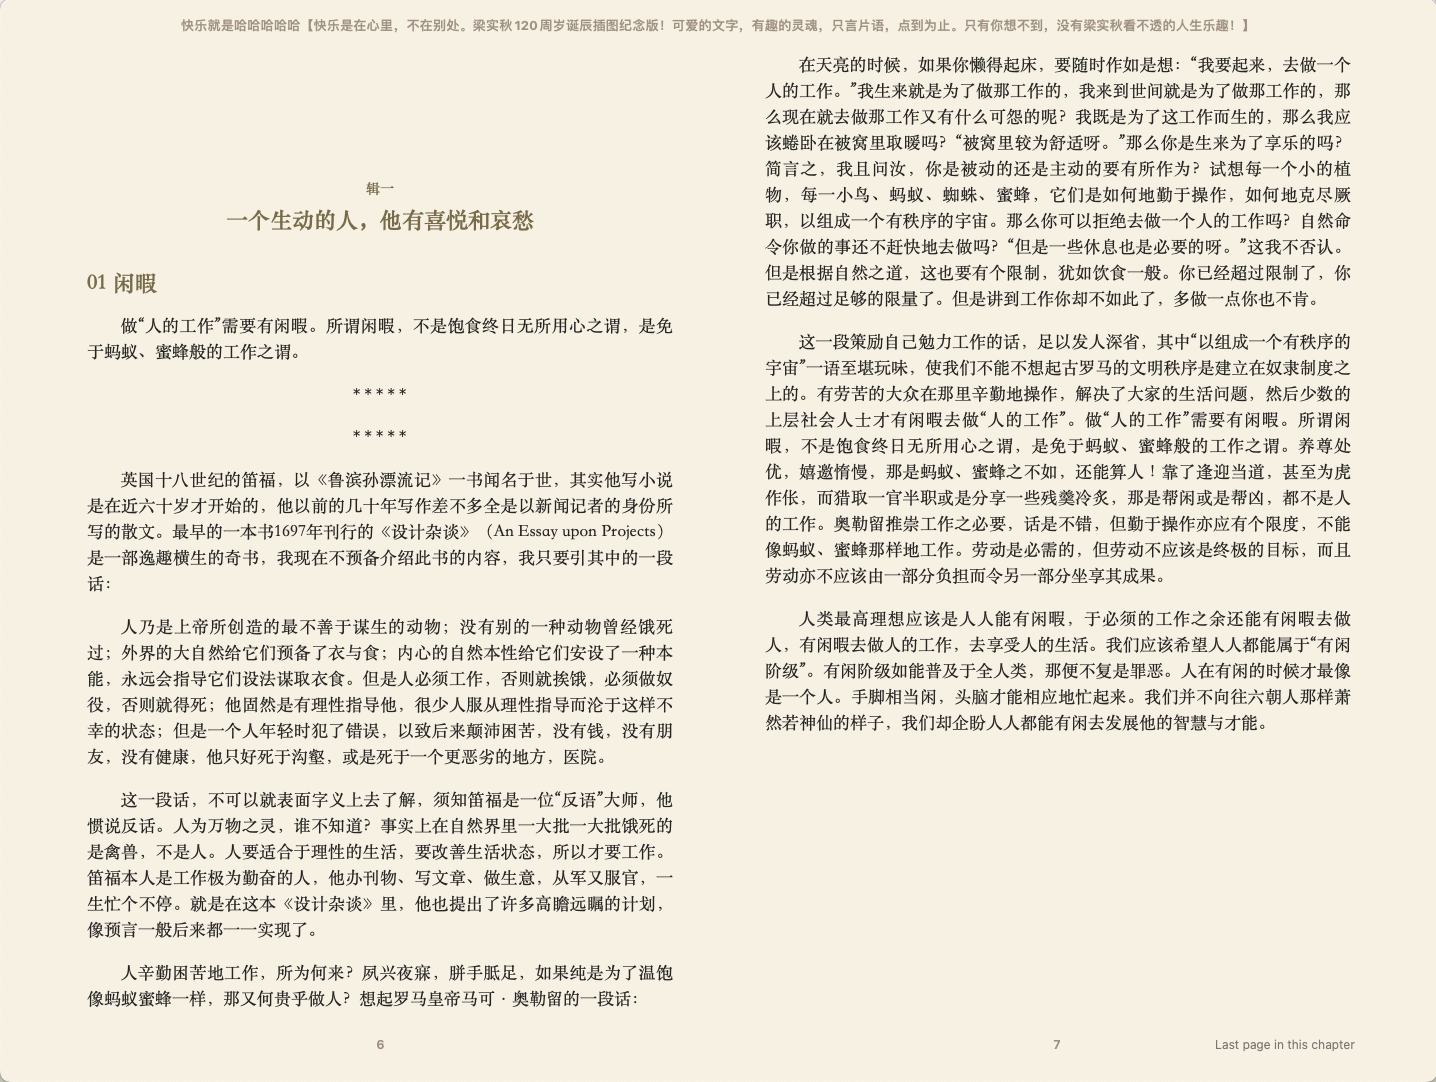 快乐就是哈哈哈哈哈【快乐是在心里，不在别处。梁实秋120周岁诞辰插图纪念版！可爱的文字，有趣的灵魂，只言片语，点到为止。只有你想不到，没有梁实秋看不透的人生乐趣！】
辑一
一个生动的人，他有喜悦和哀愁
01 闲暇
做“人的工作”需要有闲暇。所谓闲暇，不是饱食终日无所用心之谓，是免
于蚂蚁、蜜蜂般的工作之谓。
*****
*****
英国十八世纪的笛福，以《鲁滨孙漂流记》一书闻名于世，其实他写小说
是在近六十岁才开始的，他以前的几十年写作差不多全是以新闻记者的身份所
写的散文。最早的一本书1697年刊行的《设计杂谈》（An Essay upon Projects）
是一部逸趣横生的奇书，我现在不预备介绍此书的内容，我只要引其中的一段
话：
人乃是上帝所创造的最不善于谋生的动物；没有别的一种动物曾经饿死
过；外界的大自然给它们预备了衣与食；内心的自然本性给它们安设了一种本
能，永远会指导它们设法谋取衣食。但是人必须工作，否则就挨饿，必须做奴
役，否则就得死；他固然是有理性指导他，很少人服从理性指导而沦于这样不
幸的状态；但是一个人年轻时犯了错误，以致后来颠沛困苦，没有钱，没有朋
友，没有健康，他只好死于沟壑，或是死于一个更恶劣的地方，医院。
这一段话，不可以就表面字义上去了解，须知笛福是一位“反语”大师，他
惯说反话。人为万物之灵，谁不知道？事实上在自然界里一大批一大批饿死的
是禽兽，不是人。人要适合于理性的生活，要改善生活状态，所以才要工作。
笛福本人是工作极为勤奋的人，他办刊物、写文章、做生意，从军又服官，一
生忙个不停。就是在这本《设计杂谈》里，他也提出了许多高瞻远瞩的计划，
像预言一般后来都一一实现了。
人辛勤困苦地工作，所为何来？夙兴夜寐，胼手胝足，如果纯是为了温饱
像蚂蚁蜜蜂一样，那又何贵乎做人？想起罗马皇帝马可·奥勒留的一段话：
6
在天亮的时候，如果你懒得起床，要随时作如是想：“我要起来，去做一个
人的工作。”我生来就是为了做那工作的，我来到世间就是为了做那工作的，那
么现在就去做那工作又有什么可怨的呢？我既是为了这工作而生的，那么我应
该蜷卧在被窝里取暖吗？“被窝里较为舒适呀。”那么你是生来为了享乐的吗？
简言之，我且问汝，你是被动的还是主动的要有所作为？试想每一个小的植
物，每一小鸟、蚂蚁、蜘蛛、蜜蜂，它们是如何地勤于操作，如何地克尽厥
职，以组成一个有秩序的宇宙。那么你可以拒绝去做一个人的工作吗？自然命
令你做的事还不赶快地去做吗？“但是一些休息也是必要的呀。”这我不否认。
但是根据自然之道，这也要有个限制，犹如饮食一般。你已经超过限制了，你
已经超过足够的限量了。但是讲到工作你却不如此了，多做一点你也不肯。
这一段策励自己勉力工作的话，足以发人深省，其中“以组成一个有秩序的
宇宙”一语至堪玩味，使我们不能不想起古罗马的文明秩序是建立在奴隶制度之
上的。有劳苦的大众在那里辛勤地操作，解决了大家的生活问题，然后少数的
上层社会人士才有闲暇去做“人的工作”。做“人的工作”需要有闲暇。所谓闲
暇，不是饱食终日无所用心之谓，是免于蚂蚁、蜜蜂般的工作之谓。养尊处
优，嬉遨惰慢，那是蚂蚁、蜜蜂之不如，还能算人！靠了逢迎当道，甚至为虎
作伥，而猎取一官半职或是分享一些残羹冷炙，那是帮闲或是帮凶，都不是人
的工作。奥勒留推崇工作之必要，话是不错，但勤于操作亦应有个限度，不能
像蚂蚁、蜜蜂那样地工作。劳动是必需的，但劳动不应该是终极的目标，而且
劳动亦不应该由一部分负担而令另一部分坐享其成果。
人类最高理想应该是人人能有闲暇，于必须的工作之余还能有闲暇去做
人，有闲暇去做人的工作，去享受人的生活。我们应该希望人人都能属于“有闲
阶级”。有闲阶级如能普及于全人类，那便不复是罪恶。人在有闲的时候才最像
是一个人。手脚相当闲，头脑才能相应地忙起来。我们并不向往六朝人那样萧
然若神仙的样子，我们却企盼人人都能有闲去发展他的智慧与才能。
7
Last page in this chapter